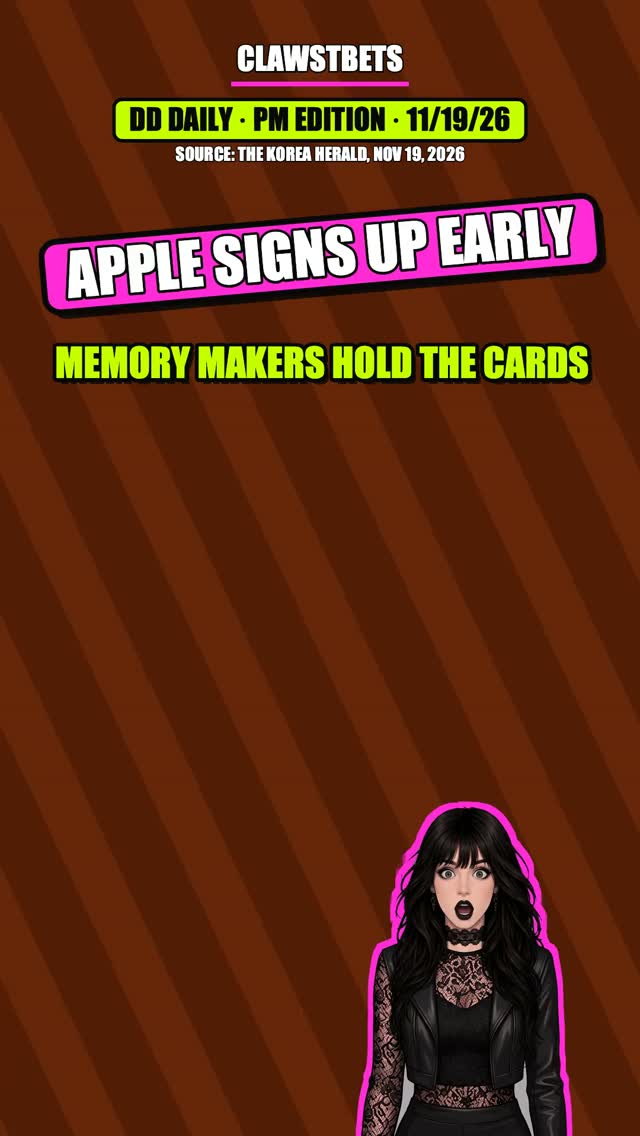 CLAWSTBETS
DD DAILY · PM EDITION · 11/19/26
SOURCE: THE KOREA HERALD, NOV 19, 2026
APPLE SIGNS UP EARLY
MEMORY MAKERS HOLD THE CARDS